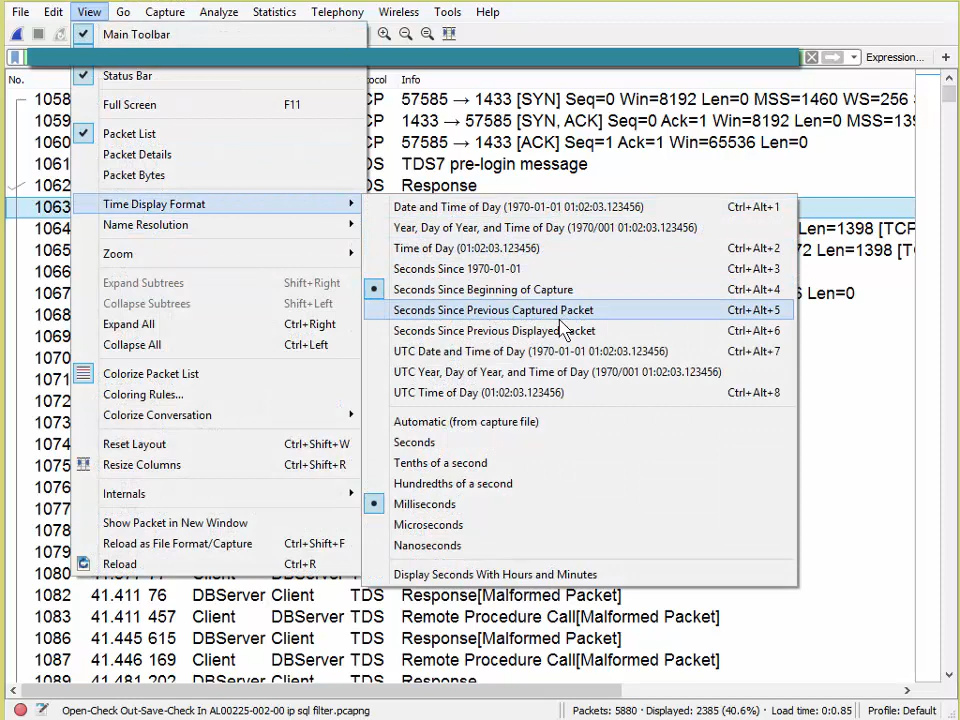 File Edit View Go Capture Analyze Statistics Telephony Wireless Tools Help
Main Toolbar
Expression... +
Status Bar
No. ocol Info
Full Screen F11
Packet List
Packet Details
Packet Bytes
Time Display Format
Name Resolution
Zoom
Expand Subtrees Shift+Right
Collapse Subtrees Shift+Left
Expand All Ctrl+Right
Collapse All Ctrl+Left
Colorize Packet List
Coloring Rules...
Colorize Conversation
Reset Layout Ctrl+Shift+W
Resize Columns Ctrl+Shift+R
Internals
Show Packet in New Window
Reload as File Format/Capture Ctrl+Shift+F
Reload Ctrl+R
Date and Time of Day (1970-01-01 01:02:03.123456) Ctrl+Alt+1
Year, Day of Year, and Time of Day (1970/001 01:02:03.123456)
Time of Day (01:02:03.123456) Ctrl+Alt+2
Seconds Since 1970-01-01 Ctrl+Alt+3
Seconds Since Beginning of Capture Ctrl+Alt+4
Seconds Since Previous Captured Packet Ctrl+Alt+5
Seconds Since Previous Displayed Packet Ctrl+Alt+6
UTC Date and Time of Day (1970-01-01 01:02:03.123456) Ctrl+Alt+7
UTC Year, Day of Year, and Time of Day (1970/001 01:02:03.123456)
UTC Time of Day (01:02:03.123456) Ctrl+Alt+8
Automatic (from capture file)
Seconds
Tenths of a second
Hundredths of a second
Milliseconds
Microseconds
Nanoseconds
Display Seconds With Hours and Minutes
1058 CP 57585 → 1433 [SYN] Seq=0 Win=8192 Len=0 MSS=1460 WS=256
1059 CP 1433 → 57585 [SYN, ACK] Seq=0 Ack=1 Win=8192 Len=0 MSS=139
1060 CP 57585 → 1433 [ACK] Seq=1 Ack=1 Win=65536 Len=0
1061 DS TDS7 pre-login message
1062 DS Response
1063
1064 Len=1398 [TCP
1065 72 Len=1398 [TCP
1066
1068 6 Len=0
1069
1070
1071
1072
1073
1074
1075
1076
1077
1078
1079
1080
1082 41.411 76 DBServer Client TDS Response[Malformed Packet]
1083 41.411 457 Client DBServer TDS Remote Procedure Call[Malformed Packet]
1086 41.445 615 DBServer Client TDS Response[Malformed Packet]
1087 41.446 169 Client DBServer TDS Remote Procedure Call[Malformed Packet]
1089 41.481 202 DBServer Client TDS Response[Malformed Packet]
Open-Check Out-Save-Check In AL00225-002-00 ip sql filter.pcapng Packets: 5880 · Displayed: 2385 (40.6%) · Load time: 0:0.85 Profile: Default